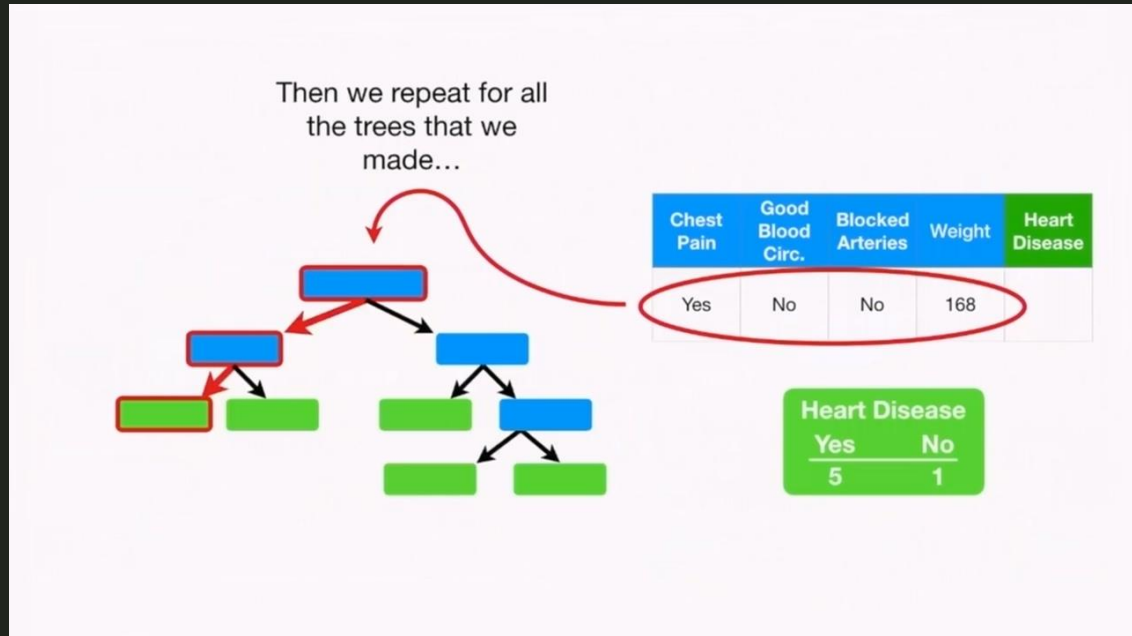 Then we repeat for all
the trees that we
made…
Chest Pain
Good Blood Circ.
Blocked Arteries
Weight
Heart Disease
Yes No No 168
Heart Disease
Yes No
5 1